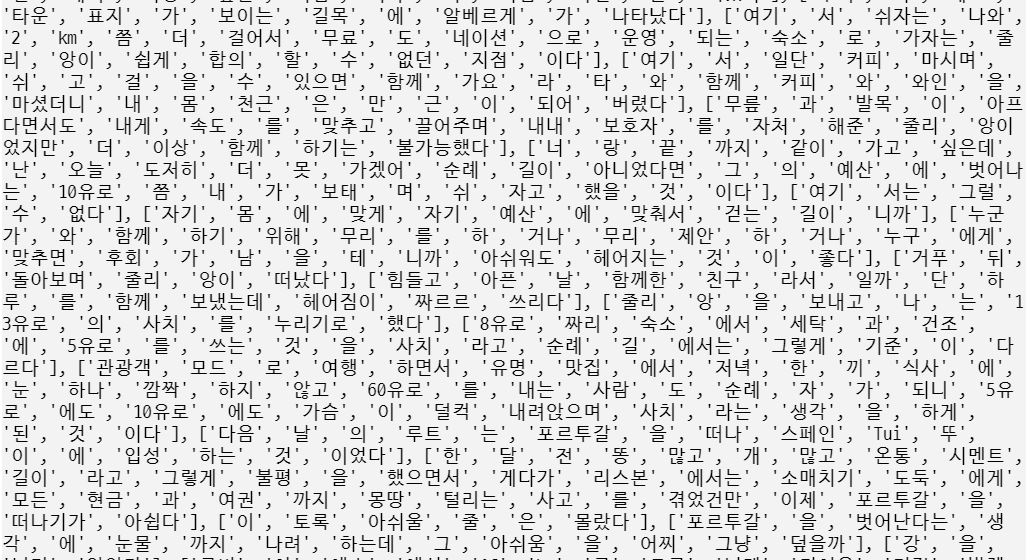 '타운', '표지', '가', '보이는', '길목', '에', '알베르게', '가', '나타났다'], ['여기', '서', '쉬자는', '나와',
'2', 'km', '쯤', '더', '걸어서', '무료', '도', '네이션', '으로', '운영', '되는', '숙소', '로', '가자는', '줄
리', '앙이', '쉽게', '합의', '할', '수', '없던', '지점', '이다'], ['여기', '서', '일단', '커피', '마시며',
'쉬', '고', '걸', '을', '수', '있으면', '함께', '가요', '라', '타', '와', '함께', '커피', '와', '와인', '을',
'마셨더니', '내', '몸', '천근', '은', '만', '근', '이', '되어', '버렸다'], ['무릎', '과', '발목', '이', '아프
다면서도', '내게', '속도', '를', '맞추고', '끌어주며', '내내', '보호자', '를', '자처', '해준', '줄리', '앙이
었지만', '더', '이상', '함께', '하기는', '불가능했다'], ['너', '랑', '끝', '까지', '같이', '가고', '싶은데',
'난', '오늘', '도저히', '더', '못', '가겠어', '순례', '길이', '아니었다면', '그', '의', '예산', '에', '벗어나
는', '10유로', '쯤', '내', '가', '보태', '며', '쉬', '자고', '했을', '것', '이다'], ['여기', '서는', '그럴',
'수', '없다'], ['자기', '몸', '에', '맞게', '자기', '예산', '에', '맞춰서', '걷는', '길이', '니까'], ['누군
가', '와', '함께', '하기', '위해', '무리', '를', '하', '거나', '무리', '제안', '하', '거나', '누구', '에게',
'맞추면', '후회', '가', '남', '을', '테', '니까', '아쉬워도', '헤어지는', '것', '이', '좋다'], ['거푸', '뒤',
'돌아보며', '줄리', '앙이', '떠났다'], ['힘들고', '아픈', '날', '함께한', '친구', '라서', '일까', '단', '하
루', '를', '함께', '보냈는데', '헤어짐이', '짜르르', '쓰리다'], ['줄리', '앙', '을', '보내고', '나', '는', '1
3유로', '의', '사치', '를', '누리기로', '했다'], ['8유로', '짜리', '숙소', '에서', '세탁', '과', '건조',
'에', '5유로', '를', '쓰는', '것', '을', '사치', '라고', '순례', '길', '에서는', '그렇게', '기준', '이', '다
르다'], ['관광객', '모드', '로', '여행', '하면서', '유명', '맛집', '에서', '저녁', '한', '끼', '식사', '에',
'눈', '하나', '깜짝', '하지', '않고', '60유로', '를', '내는', '사람', '도', '순례', '자', '가', '되니', '5유
로', '에도', '10유로', '에도', '가슴', '이', '덜컥', '내려앉으며', '사치', '라는', '생각', '을', '하게',
'된', '것', '이다'], ['다음', '날', '의', '루트', '는', '포르투갈', '을', '떠나', '스페인', 'Tui', '뚜',
'이', '에', '입성', '하는', '것', '이었다'], ['한', '달', '전', '똥', '많고', '개', '많고', '온통', '시멘트',
'길이', '라고', '그렇게', '불평', '을', '했으면서', '게다가', '리스본', '에서는', '소매치기', '도둑', '에게',
'모든', '현금', '과', '여권', '까지', '몽땅', '털리는', '사고', '를', '겪었건만', '이제', '포르투갈', '을',
'떠나기가', '아쉽다'], ['이', '토록', '아쉬울', '줄', '은', '몰랐다'], ['포르투갈', '을', '벗어난다는', '생
각', '에', '눈물', '까지', '나려', '하는데', '그', '아쉬움', '을', '어찌', '그냥', '덮을까'], ['강', '을',